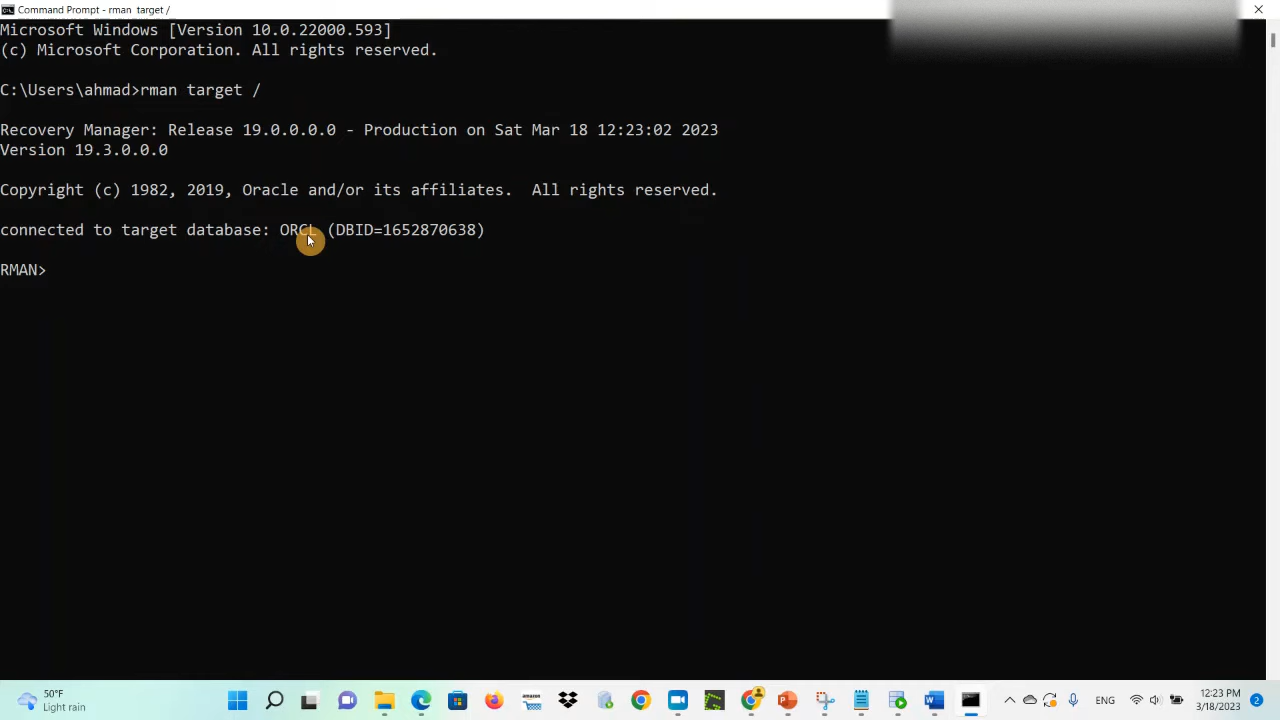 Command Prompt - rman target /
Microsoft Windows [Version 10.0.22000.593]
(c) Microsoft Corporation. All rights reserved.
C:\Users\ahmad>rman target /
Recovery Manager: Release 19.0.0.0.0 - Production on Sat Mar 18 12:23:02 2023
Version 19.3.0.0.0
Copyright (c) 1982, 2019, Oracle and/or its affiliates.  All rights reserved.
connected to target database: ORCL (DBID=1652870638)
RMAN>
50°F
Light rain
amazon
ENG
12:23 PM
3/18/2023
2